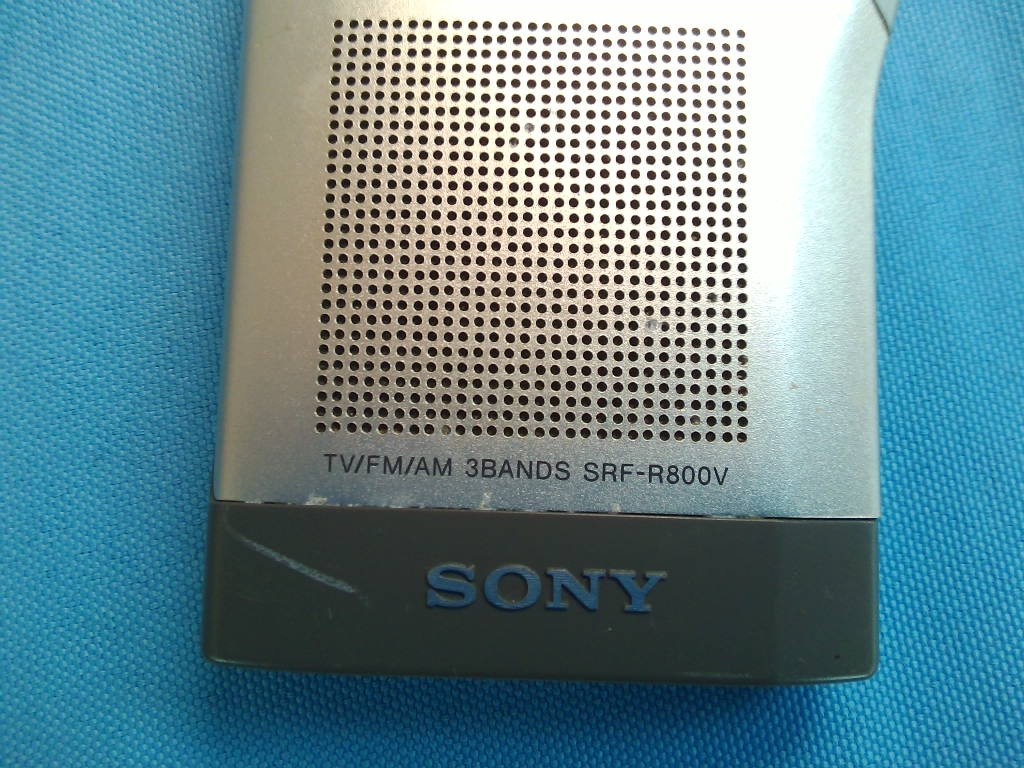 TV/FM/AM 3BANDS SRF-R800V
SONY